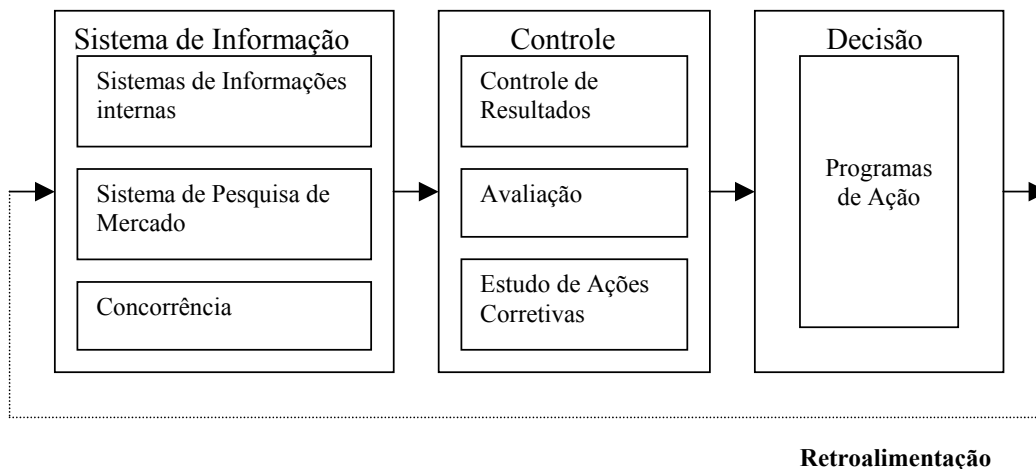 Sistema de Informação
Sistemas de Informações
internas
Sistema de Pesquisa de
Mercado
Concorrência
Controle
Controle de
Resultados
Avaliação
Estudo de Ações
Corretivas
Decisão
Programas
de Ação
Retroalimentação